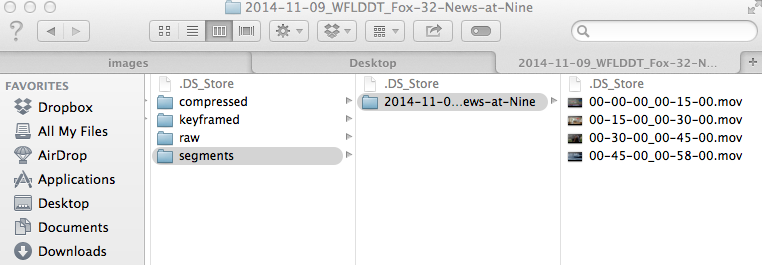 2014-11-09_WFLDDT_Fox-32-News-at-Nine
images
Desktop
2014-11-09_WFLDDT_Fox-32-N...
FAVORITES
Dropbox
All My Files
AirDrop
Applications
Desktop
Documents
Downloads
.DS_Store
compressed
keyframed
raw
segments
.DS_Store
2014-11-0...ews-at-Nine
.DS_Store
00-00-00_00-15-00.mov
00-15-00_00-30-00.mov
00-30-00_00-45-00.mov
00-45-00_00-58-00.mov